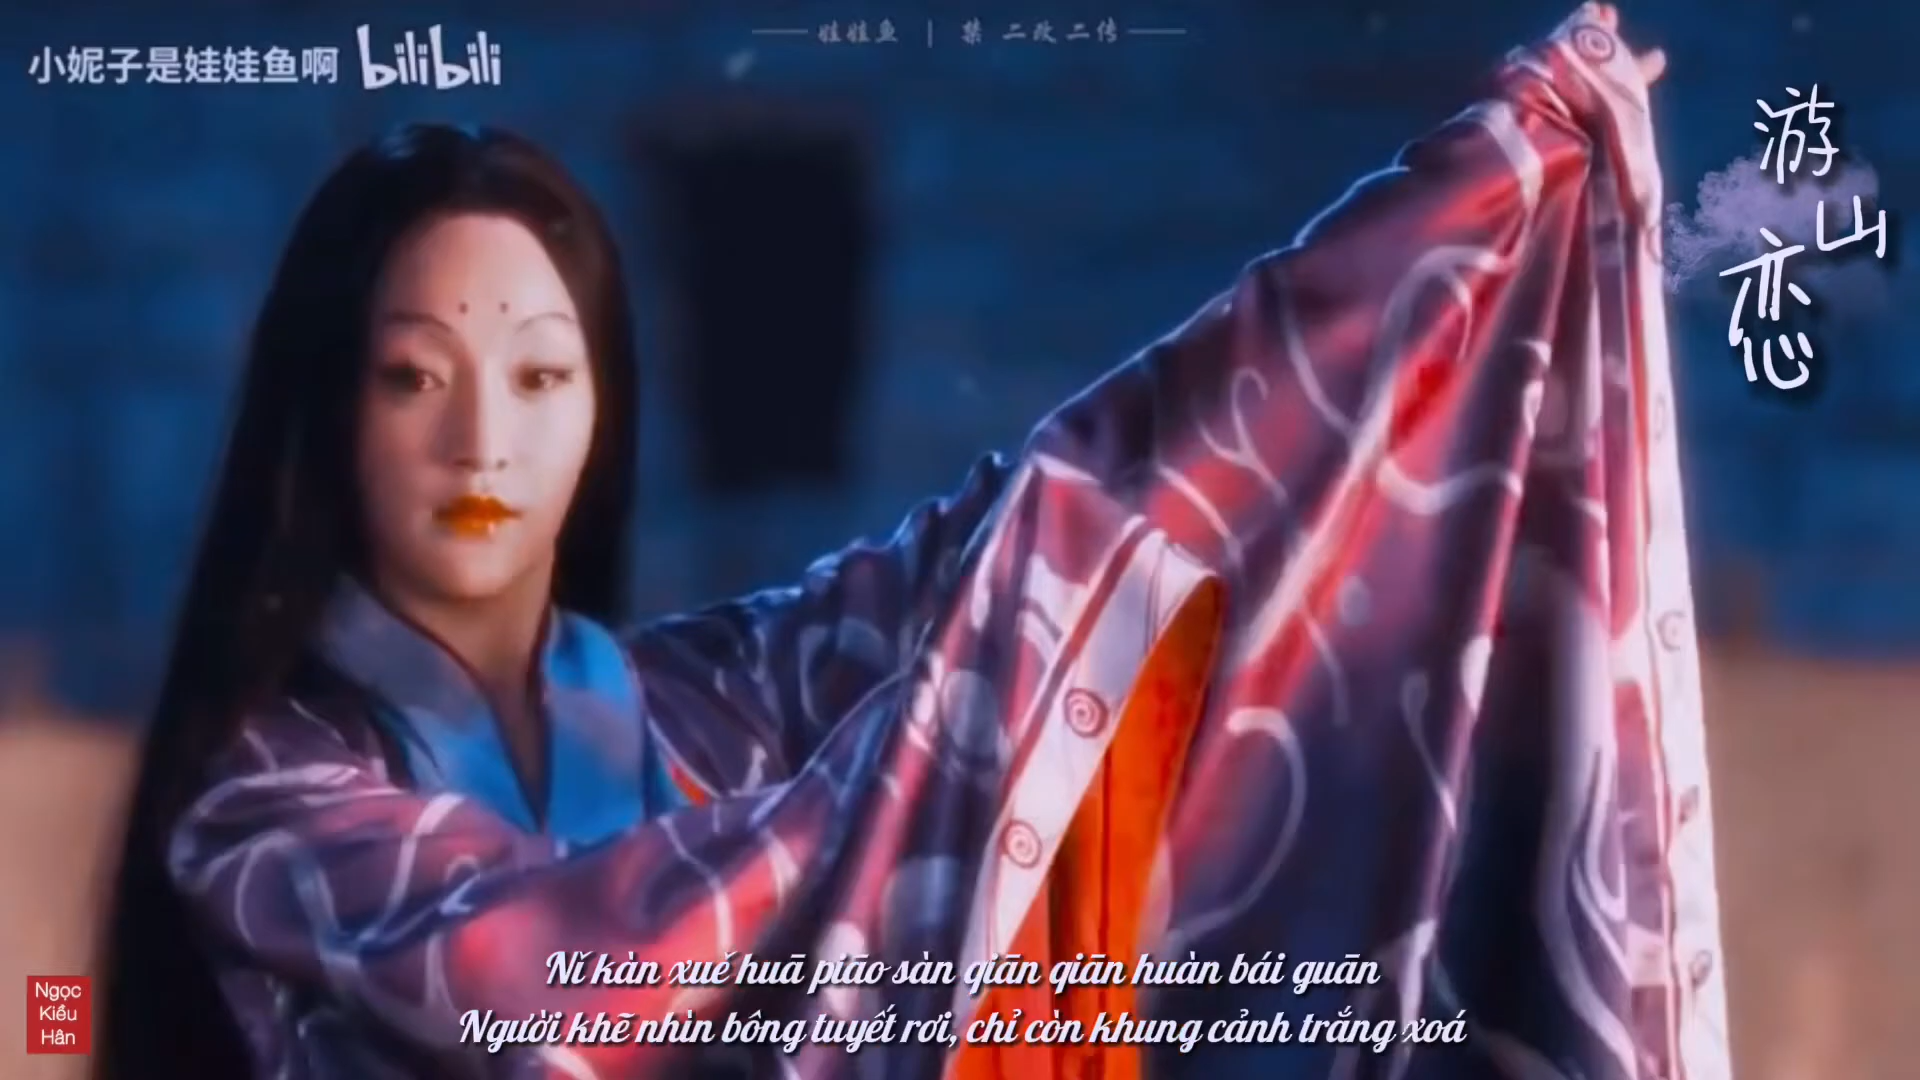 小妮子是娃娃鱼啊 bilibili
娃娃鱼 | 禁 二改二传
游山恋
Nǐ kàn xuě huā piāo sàn qiān qiān huàn bái guān
Người khẽ nhìn bông tuyết rơi, chỉ còn khung cảnh trắng xoá
Ngọc
Kiều
Hân